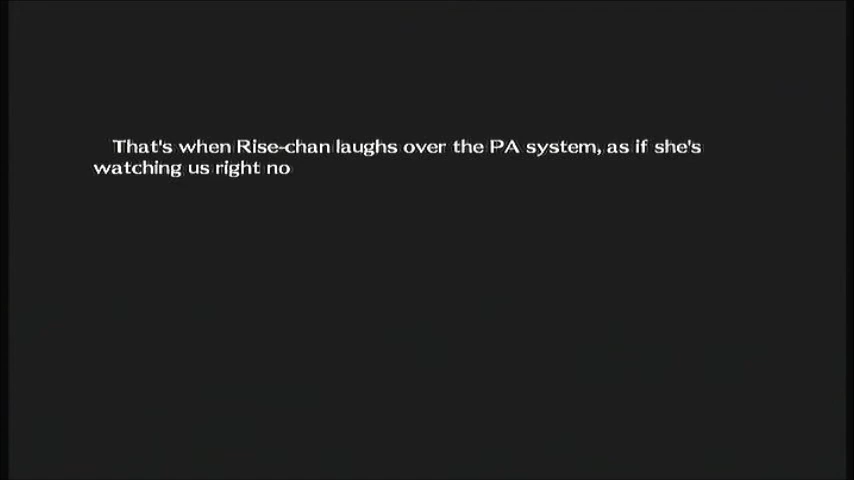 That's when Rise-chan laughs over the PA system, as if she's
watching us right no